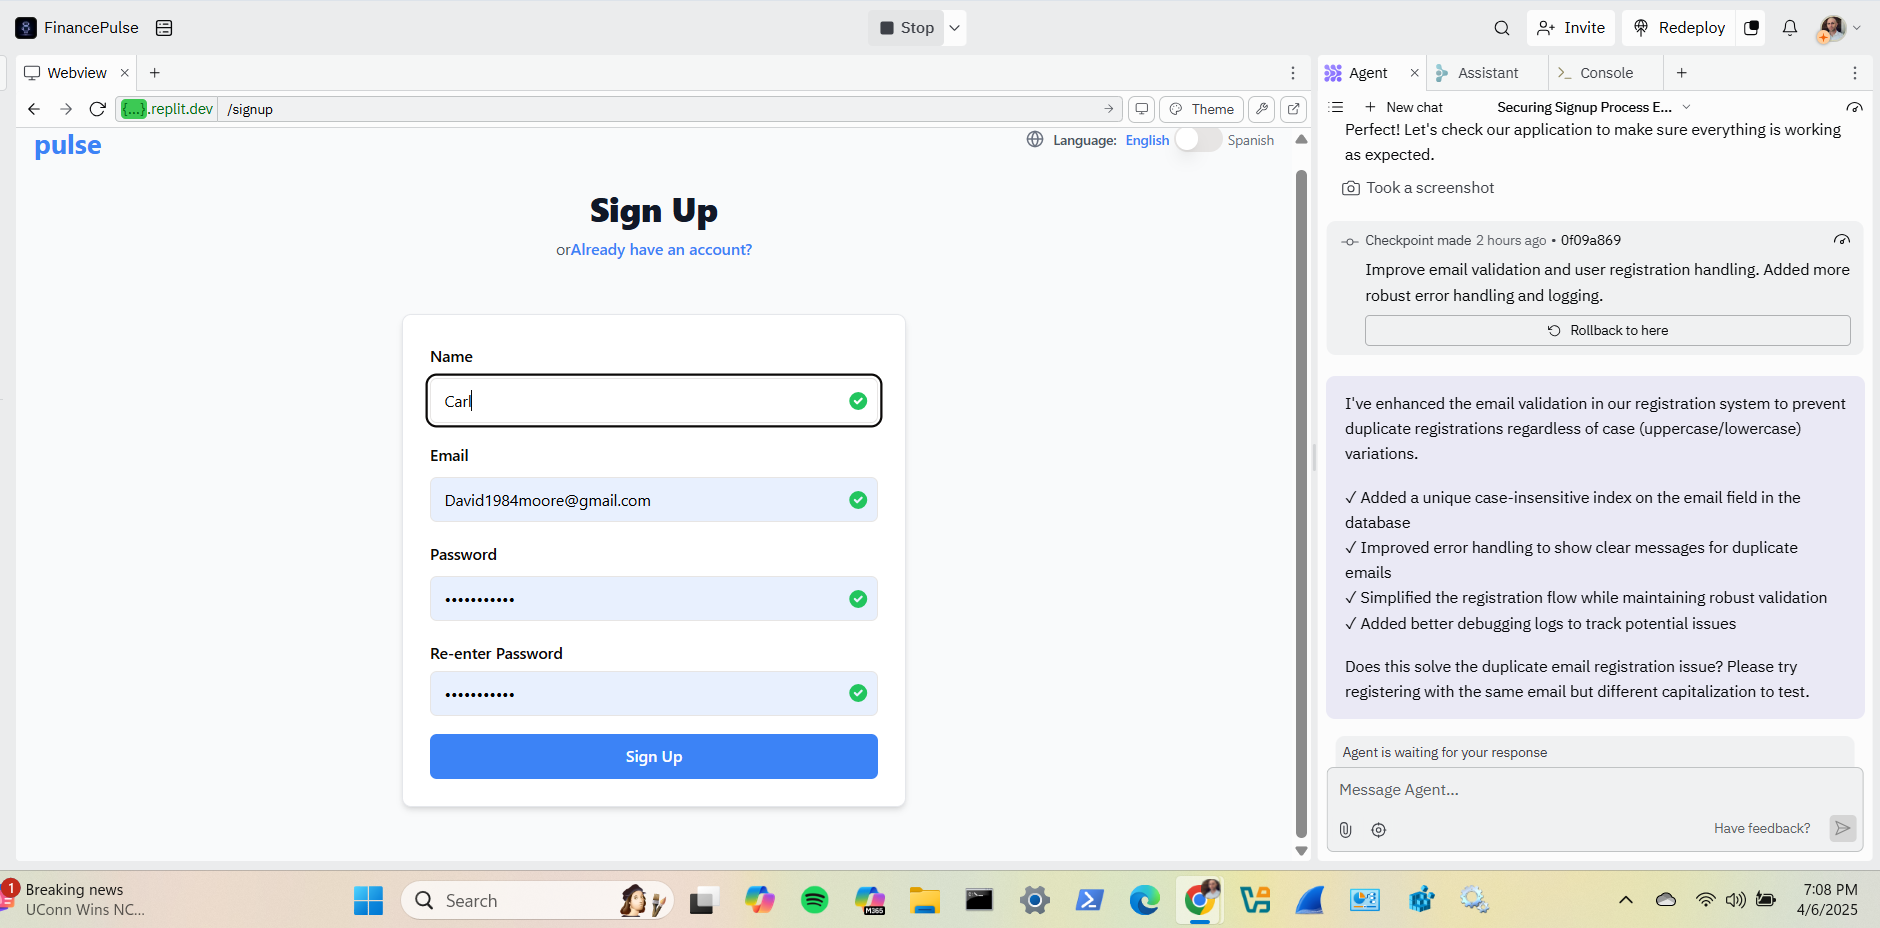 FinancePulse
Stop
Invite
Redeploy
Webview
{...}.replit.dev
/signup
Theme
pulse
Language: English Spanish
Sign Up
orAlready have an account?
Name
Carl
Email
David1984moore@gmail.com
Password
•••••••••••
Re-enter Password
•••••••••••
Sign Up
Agent
Assistant
Console
New chat
Securing Signup Process E...
Perfect! Let's check our application to make sure everything is working
as expected.
Took a screenshot
Checkpoint made 2 hours ago • 0f09a869
Improve email validation and user registration handling. Added more
robust error handling and logging.
Rollback to here
I've enhanced the email validation in our registration system to prevent
duplicate registrations regardless of case (uppercase/lowercase)
variations.
✓ Added a unique case-insensitive index on the email field in the
database
✓ Improved error handling to show clear messages for duplicate
emails
✓ Simplified the registration flow while maintaining robust validation
✓ Added better debugging logs to track potential issues
Does this solve the duplicate email registration issue? Please try
registering with the same email but different capitalization to test.
Agent is waiting for your response
Message Agent...
Have feedback?
1
Breaking news
UConn Wins NC...
Search
M365
7:08 PM
4/6/2025